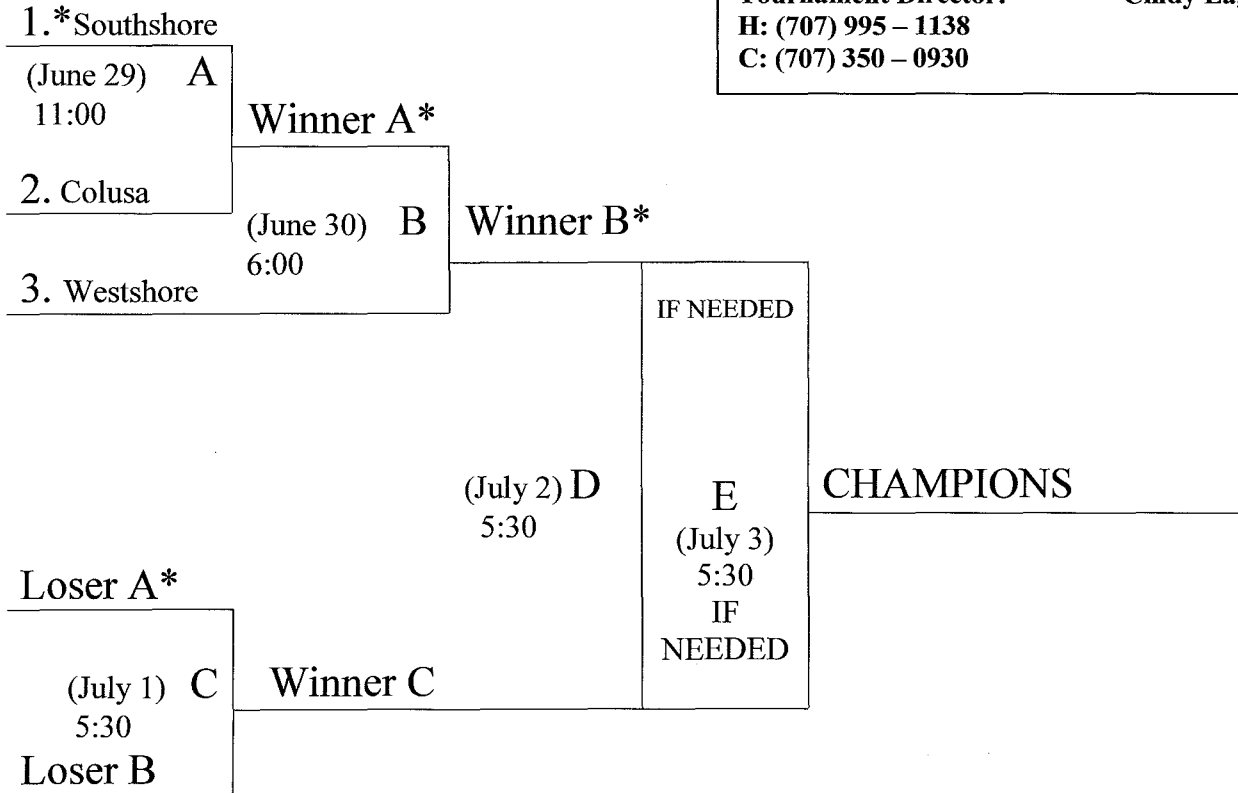 H: (707) 995 – 1138
C: (707) 350 – 0930
1.* Southshore
(June 29) A
11:00
Winner A*
2. Colusa
(June 30) B
6:00
Winner B*
3. Westshore
IF NEEDED
(July 2) D
5:30
E
(July 3)
5:30
IF
NEEDED
CHAMPIONS
Loser A*
(July 1) C
5:30
Winner C
Loser B